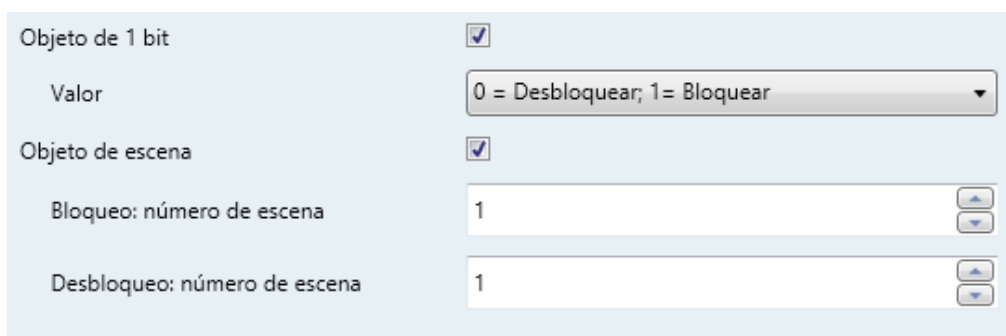 Objeto de 1 bit
Valor 0 = Desbloquear; 1= Bloquear
Objeto de escena
Bloqueo: número de escena 1
Desbloqueo: número de escena 1